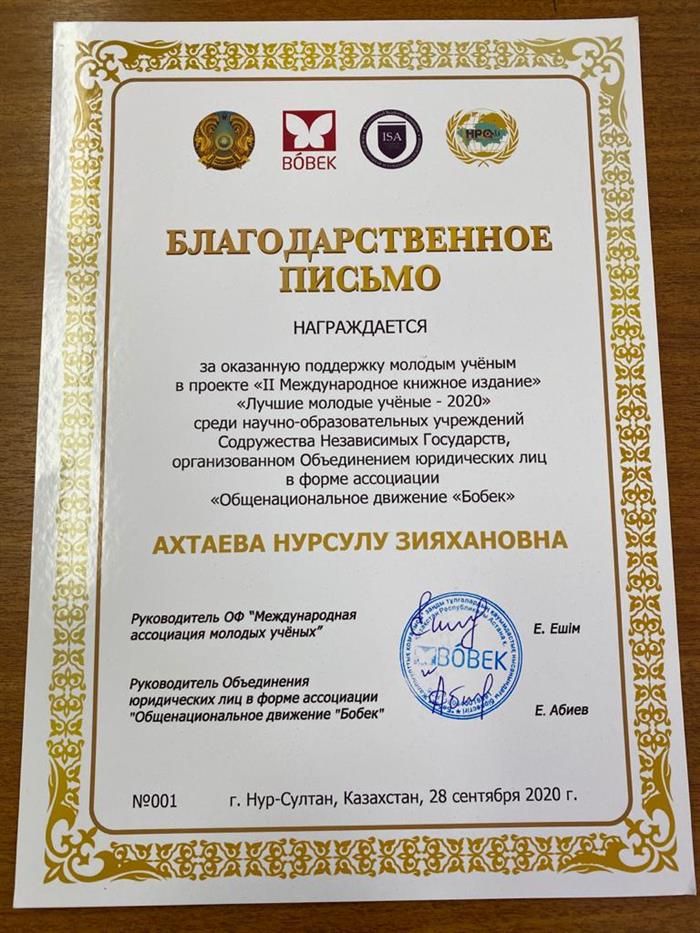 BÓBEK
ISA
HPO
БЛАГОДАРСТВЕННОЕ
ПИСЬМО
НАГРАЖДАЕТСЯ
за оказанную поддержку молодым учёным
в проекте «II Международное книжное издание»
«Лучшие молодые учёные - 2020»
среди научно-образовательных учреждений
Содружества Независимых Государств,
организованном Объединением юридических лиц
в форме ассоциации
«Общенациональное движение «Бобек»
АХТАЕВА НУРСУЛУ ЗИЯХАНОВНА
Руководитель ОФ "Международная
ассоциация молодых учёных"
Е. Ешім
BÓBEK
Руководитель Объединения
юридических лиц в форме ассоциации
"Общенациональное движение "Бобек"
Е. Абиев
№001
г. Нур-Султан, Казахстан, 28 сентября 2020 г.